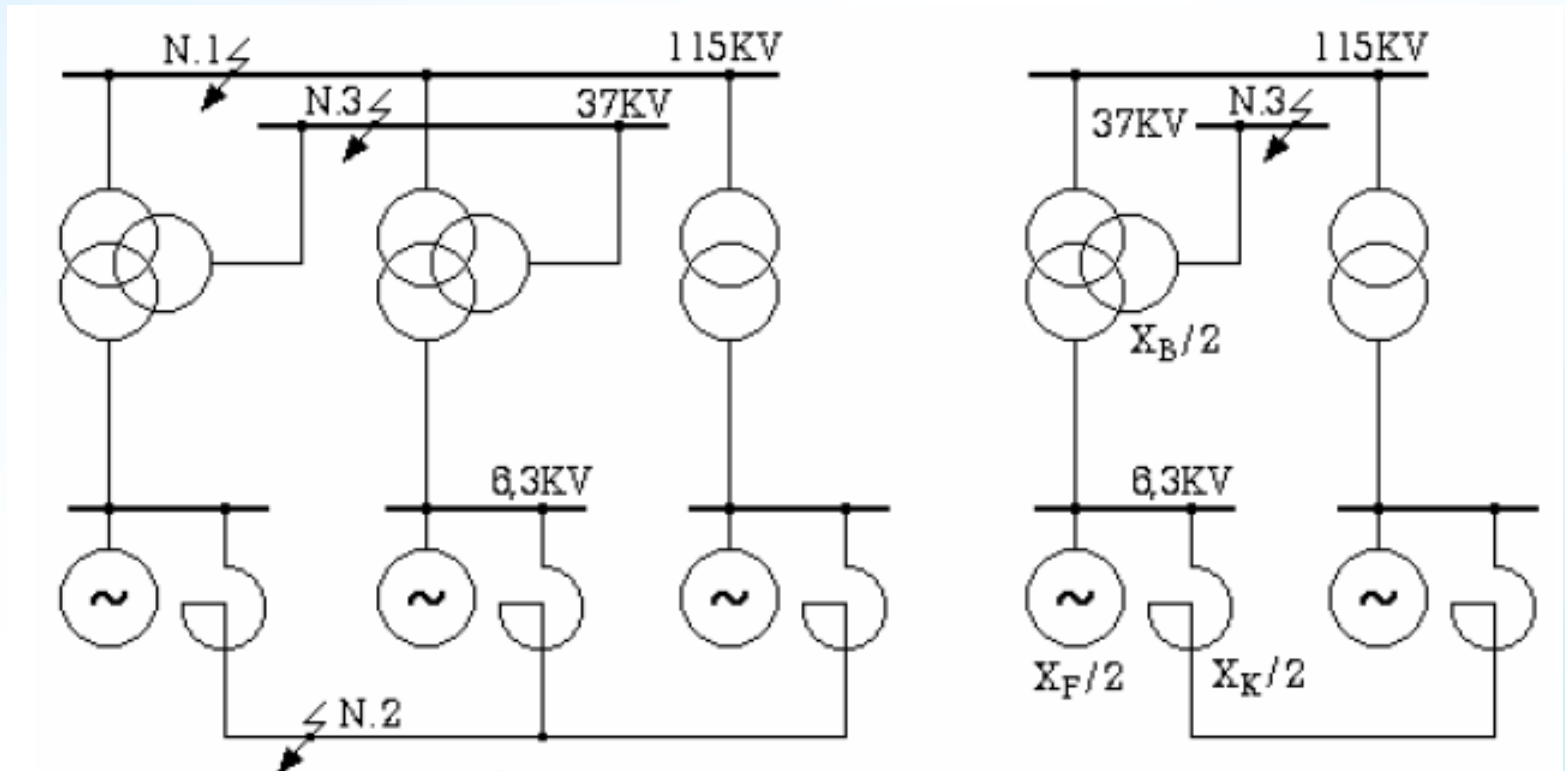 N.1
115KV
N.3
37KV
6,3KV
~
~
~
N.2
115KV
N.3
37KV
X_B/2
6,3KV
~
~
X_F/2
X_K/2